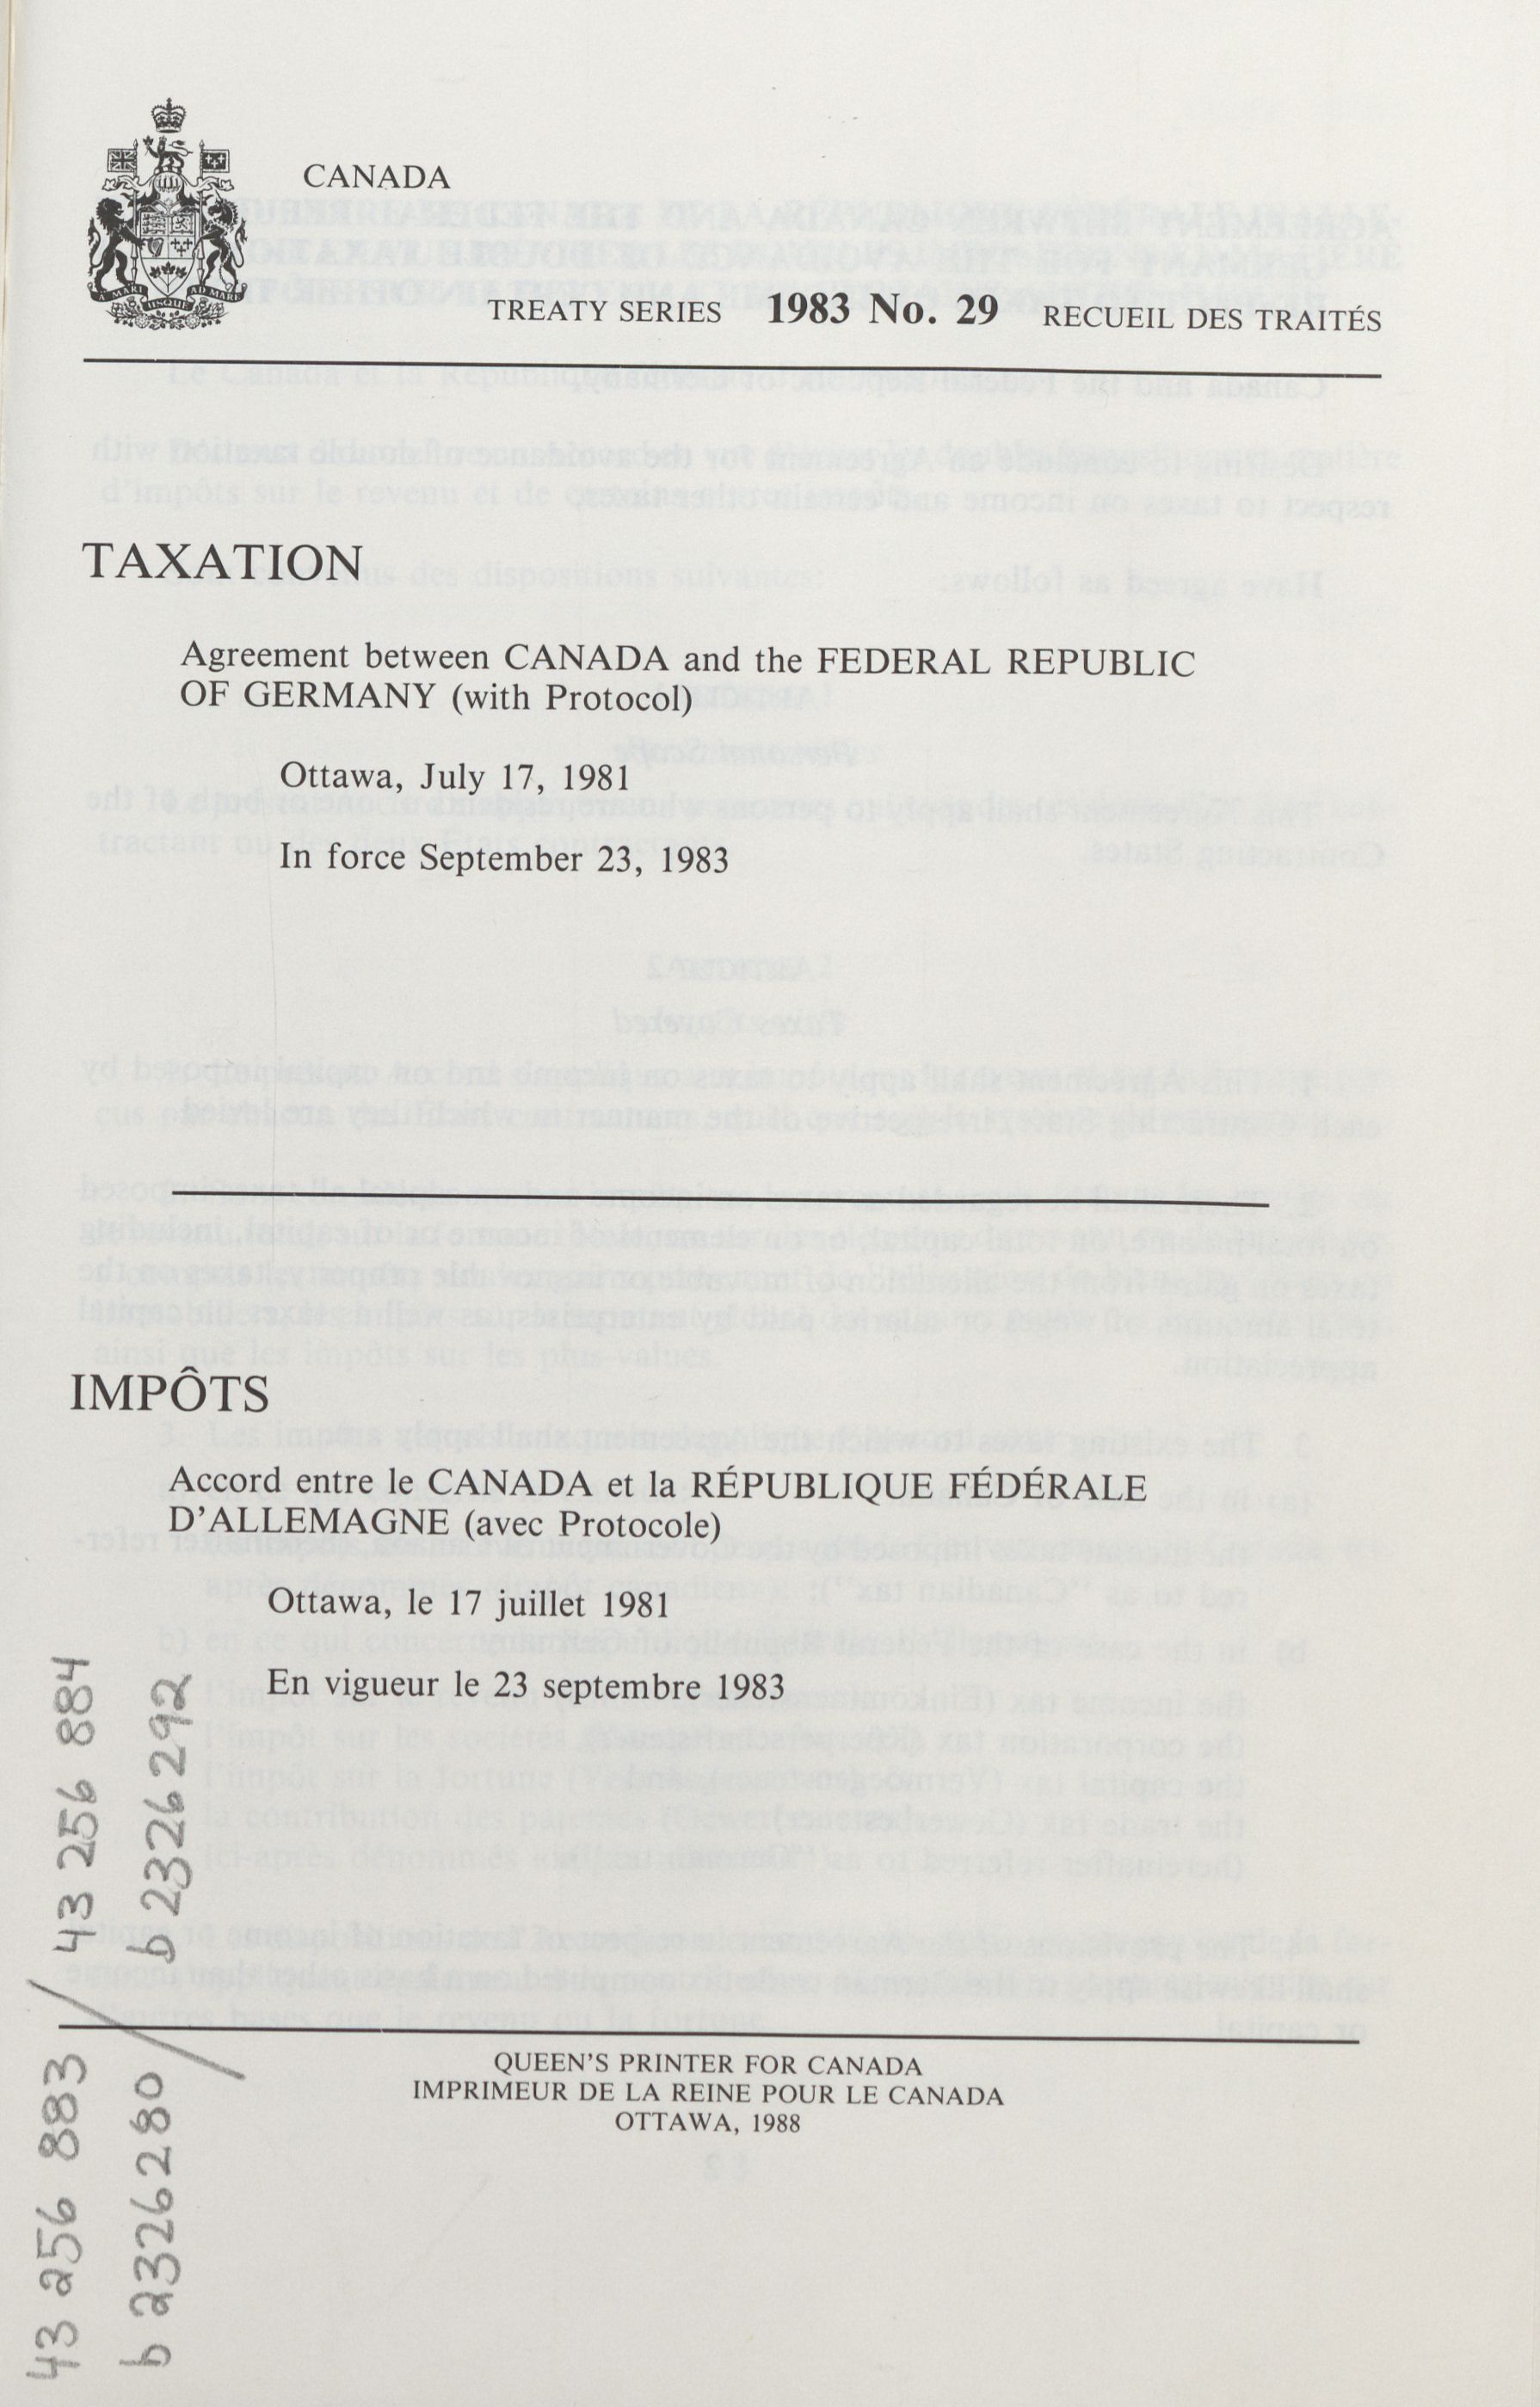 CANADA
TREATY SERIES 1983 No. 29 RECUEIL DES TRAITÉS
TAXATION
Agreement between CANADA and the FEDERAL REPUBLIC
OF GERMANY (with Protocol)
Ottawa, July 17, 1981
In force September 23, 1983
IMPÔTS
Accord entre le CANADA et la RÉPUBLIQUE FÉDÉRALE
D'ALLEMAGNE (avec Protocole)
Ottawa, le 17 juillet 1981
En vigueur le 23 septembre 1983
QUEEN'S PRINTER FOR CANADA
IMPRIMEUR DE LA REINE POUR LE CANADA
OTTAWA, 1988
43 256 883 / 43 256 884
b 2326280 / b 2326292